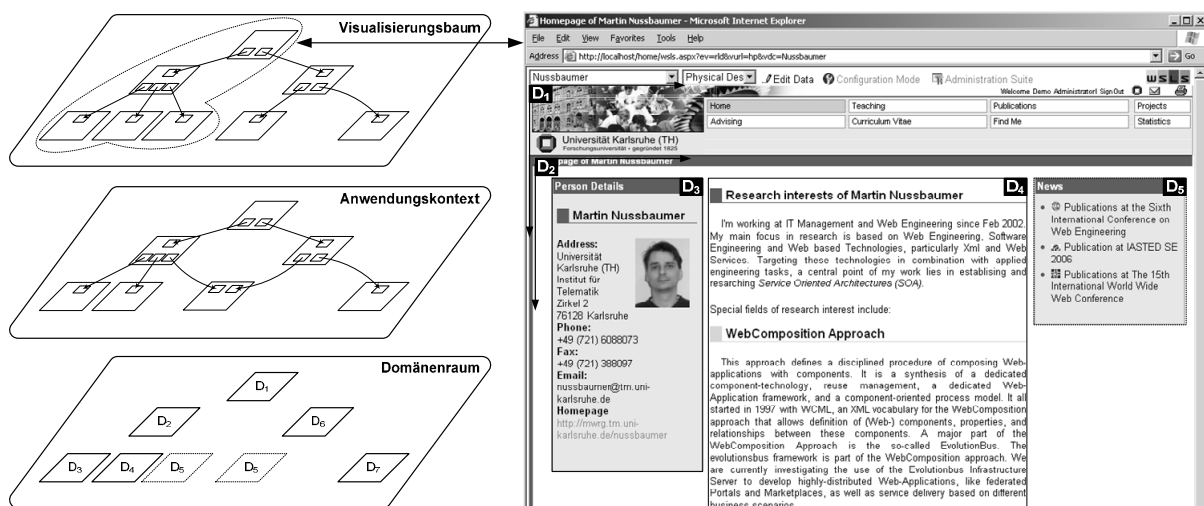 Visualisierungsbaum
Anwendungskontext
Domänenraum
D1
D2
D6
D3
D4
D5
D5
D7
Homepage of Martin Nussbaumer - Microsoft Internet Explorer
File Edit View Favorites Tools Help
Address http://localhost/home/wsls.aspx?ev=rld&vurl=hp&vdc=Nussbaumer Go
Nussbaumer Physical Des Edit Data Configuration Mode Administration Suite WSLS
D1
Welcome Demo Administrator! Sign Out
Home Teaching Publications Projects
Advising Curriculum Vitae Find Me Statistics
Universität Karlsruhe (TH)
Forschungsuniversität • gegründet 1825
D2
page of Martin Nussbaumer
Person Details D3
Martin Nussbaumer
Address:
Universität
Karlsruhe (TH)
Institut für
Telematik
Zirkel 2
76128 Karlsruhe
Phone:
+49 (721) 6088073
Fax:
+49 (721) 388097
Email:
nussbaumer@tm.uni-
karlsruhe.de
Homepage
http://mwrg.tm.uni-
karlsruhe.de/nussbaumer
D4
Research interests of Martin Nussbaumer
I'm working at IT Management and Web Engineering since Feb 2002.
My main focus in research is based on Web Engineering, Software
Engineering and Web based Technologies, particularly Xml and Web
Services. Targeting these technologies in combination with applied
engineering tasks, a central point of my work lies in establising and
resarching Service Oriented Architectures (SOA).
Special fields of research interest include:
WebComposition Approach
This approach defines a disciplined procedure of composing Web-
applications with components. It is a synthesis of a dedicated
component-technology, reuse management, a dedicated Web-
Application framework, and a component-oriented process model. It all
started in 1997 with WCML, an XML vocabulary for the WebComposition
approach that allows definition of (Web-) components, properties, and
relationships between these components. A major part of the
WebComposition Approach is the so-called EvolutionBus. The
evolutionsbus framework is part of the WebComposition approach. We
are currently investigating the use of the Evolutionbus Infrastructure
Server to develop highly-distributed Web-Applications, like federated
Portals and Marketplaces, as well as service delivery based on different
business scenarios.
News D5
Publications at the Sixth
International Conference on
Web Engineering
Publication at IASTED SE
2006
Publications at The 15th
International World Wide
Web Conference